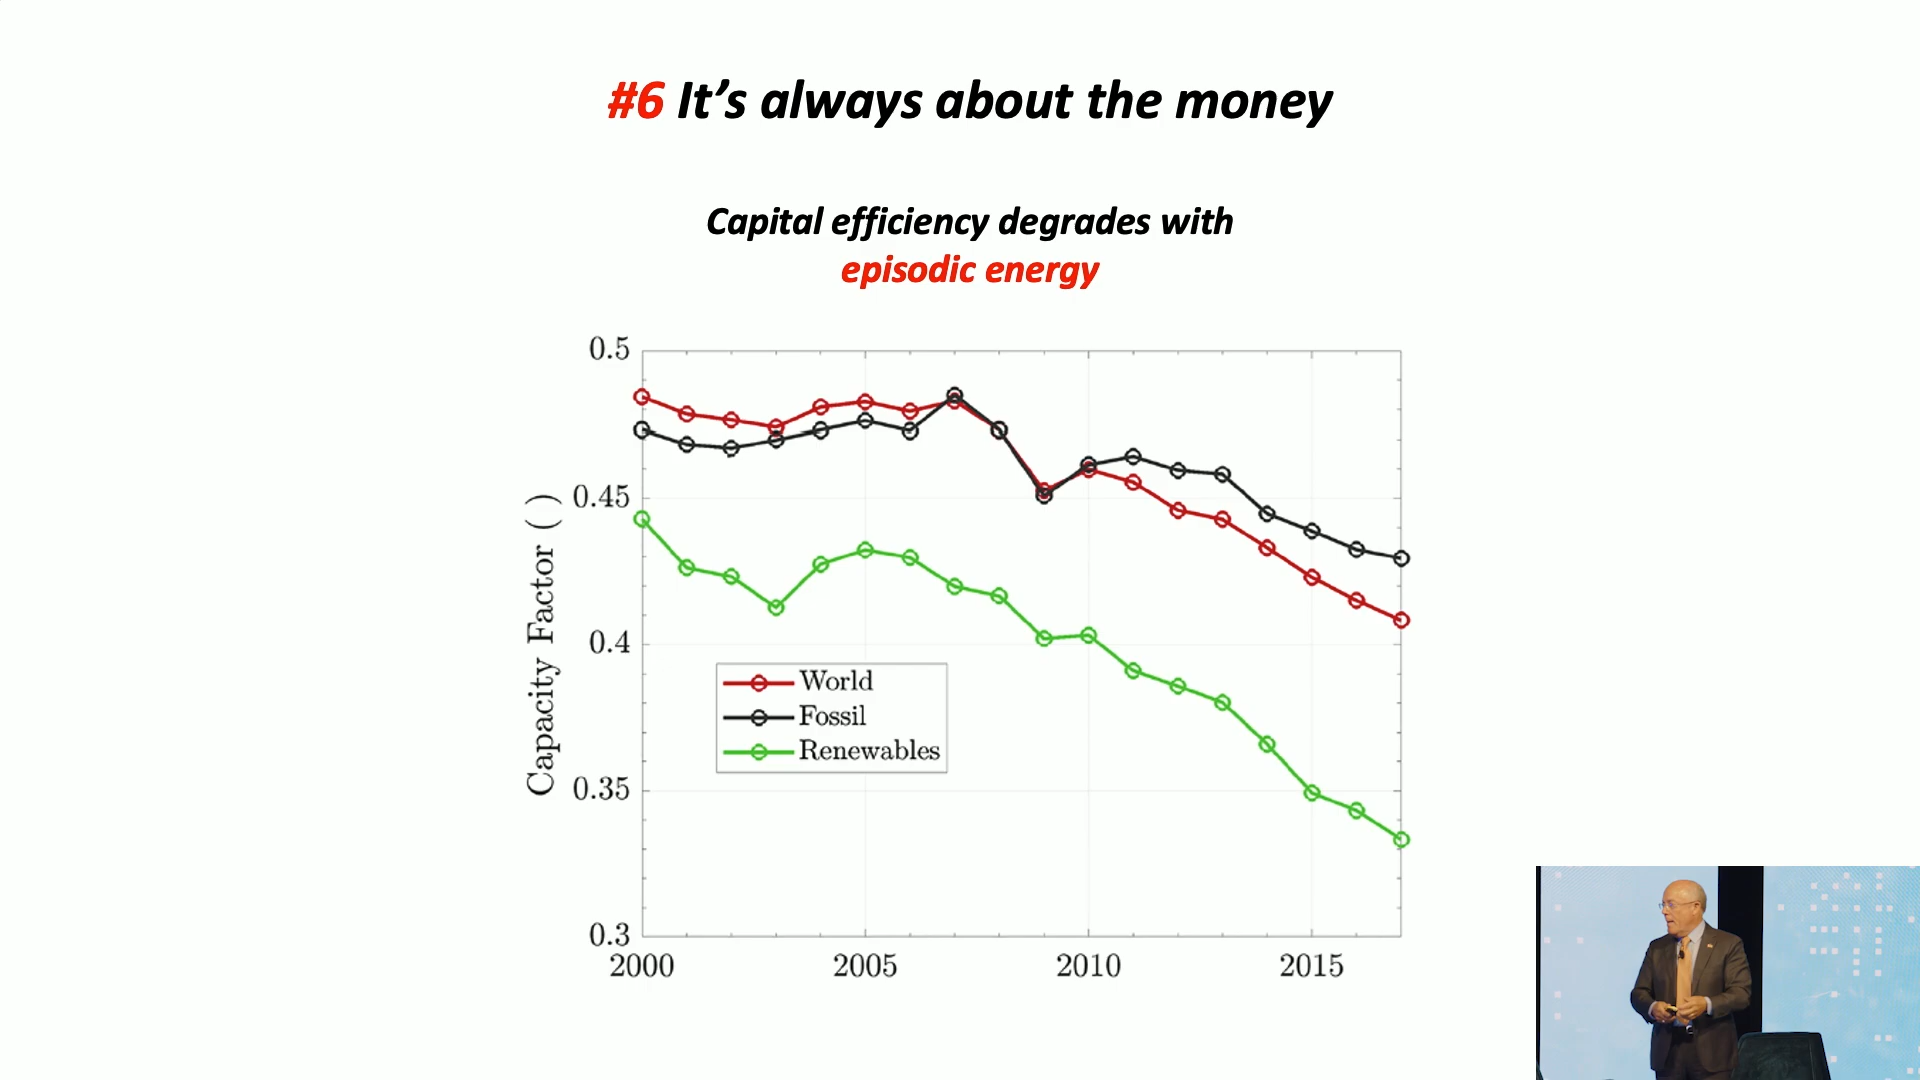 #6 It's always about the money
Capital efficiency degrades with
episodic energy
0.5
0.45
0.4
0.35
0.3
Capacity Factor ( )
World
Fossil
Renewables
2000 2005 2010 2015